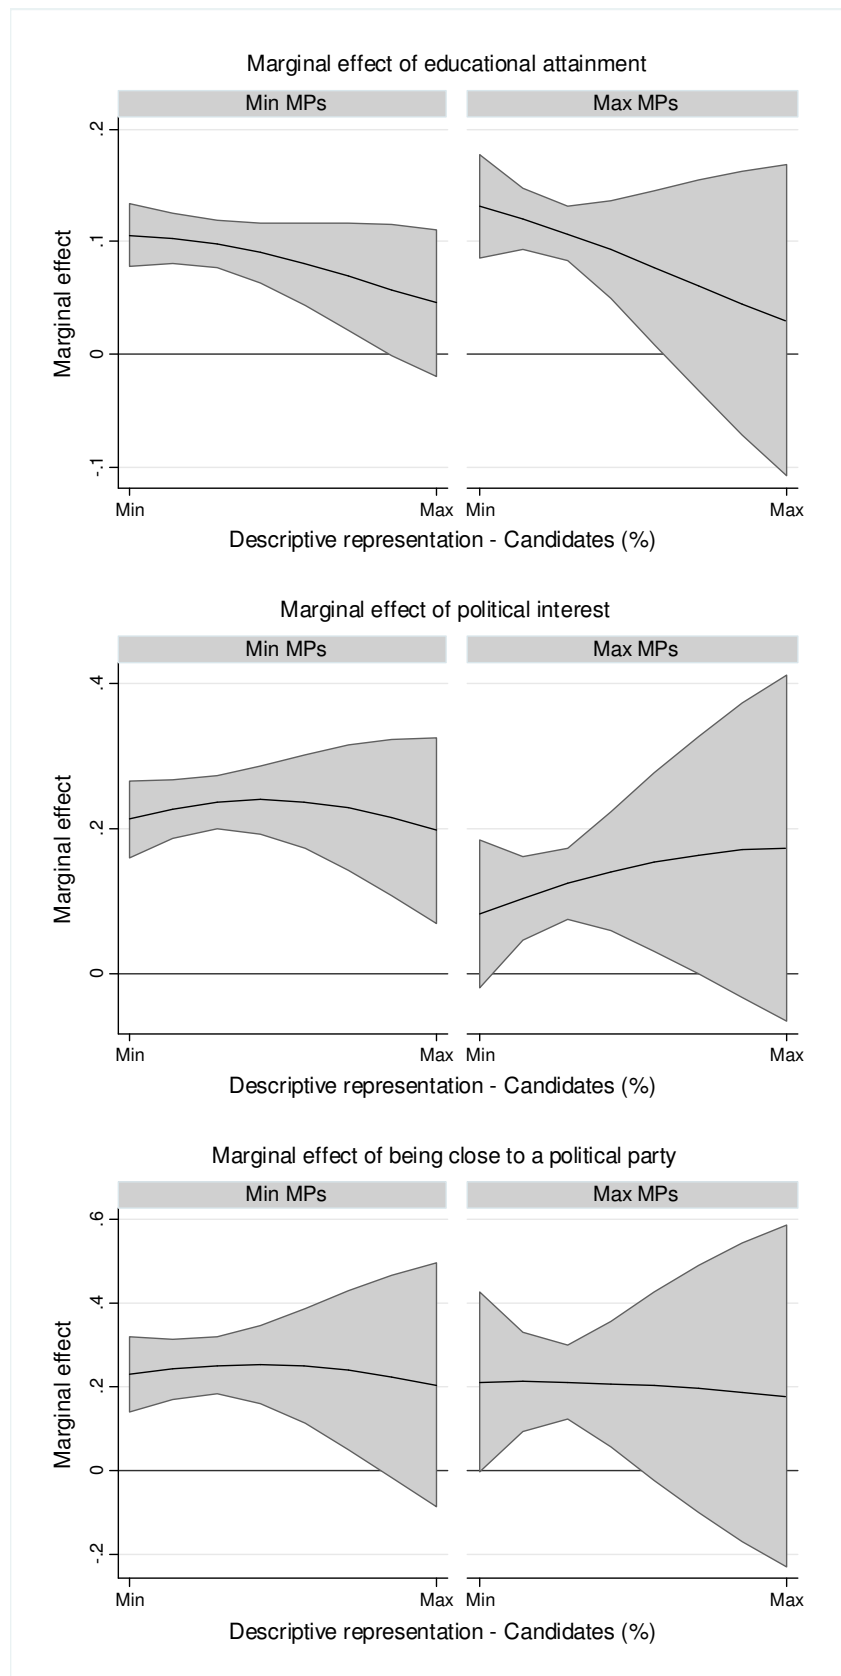 Marginal effect of educational attainment
Min MPs Max MPs
.2
.1
0
-.1
Marginal effect
Min Max Min Max
Descriptive representation - Candidates (%)
Marginal effect of political interest
Min MPs Max MPs
.4
.2
0
Marginal effect
Min Max Min Max
Descriptive representation - Candidates (%)
Marginal effect of being close to a political party
Min MPs Max MPs
.6
.4
.2
0
-.2
Marginal effect
Min Max Min Max
Descriptive representation - Candidates (%)